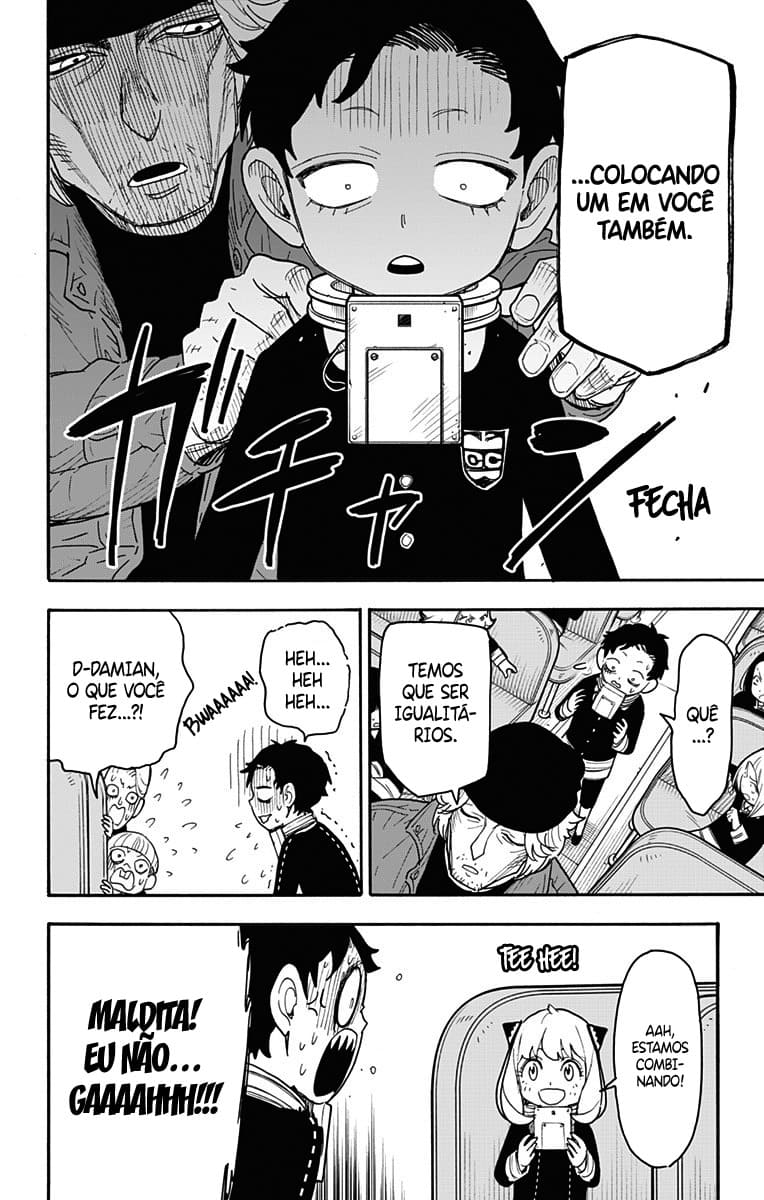 ...COLOCANDO
UM EM VOCÊ
TAMBÉM.
ガチャン
FECHA
QUÊ
...?
TEMOS
QUE SER
IGUALITÁ-
RIOS.
HEH...
HEH
HEH...
BWAAAAAA!
D-DAMIAN,
O QUE VOCÊ
FEZ...?!
AAH,
ESTAMOS
COMBI-
NANDO!
TEE HEE!
MALDITA!
EU NÃO...
GAAAAHHH!!!